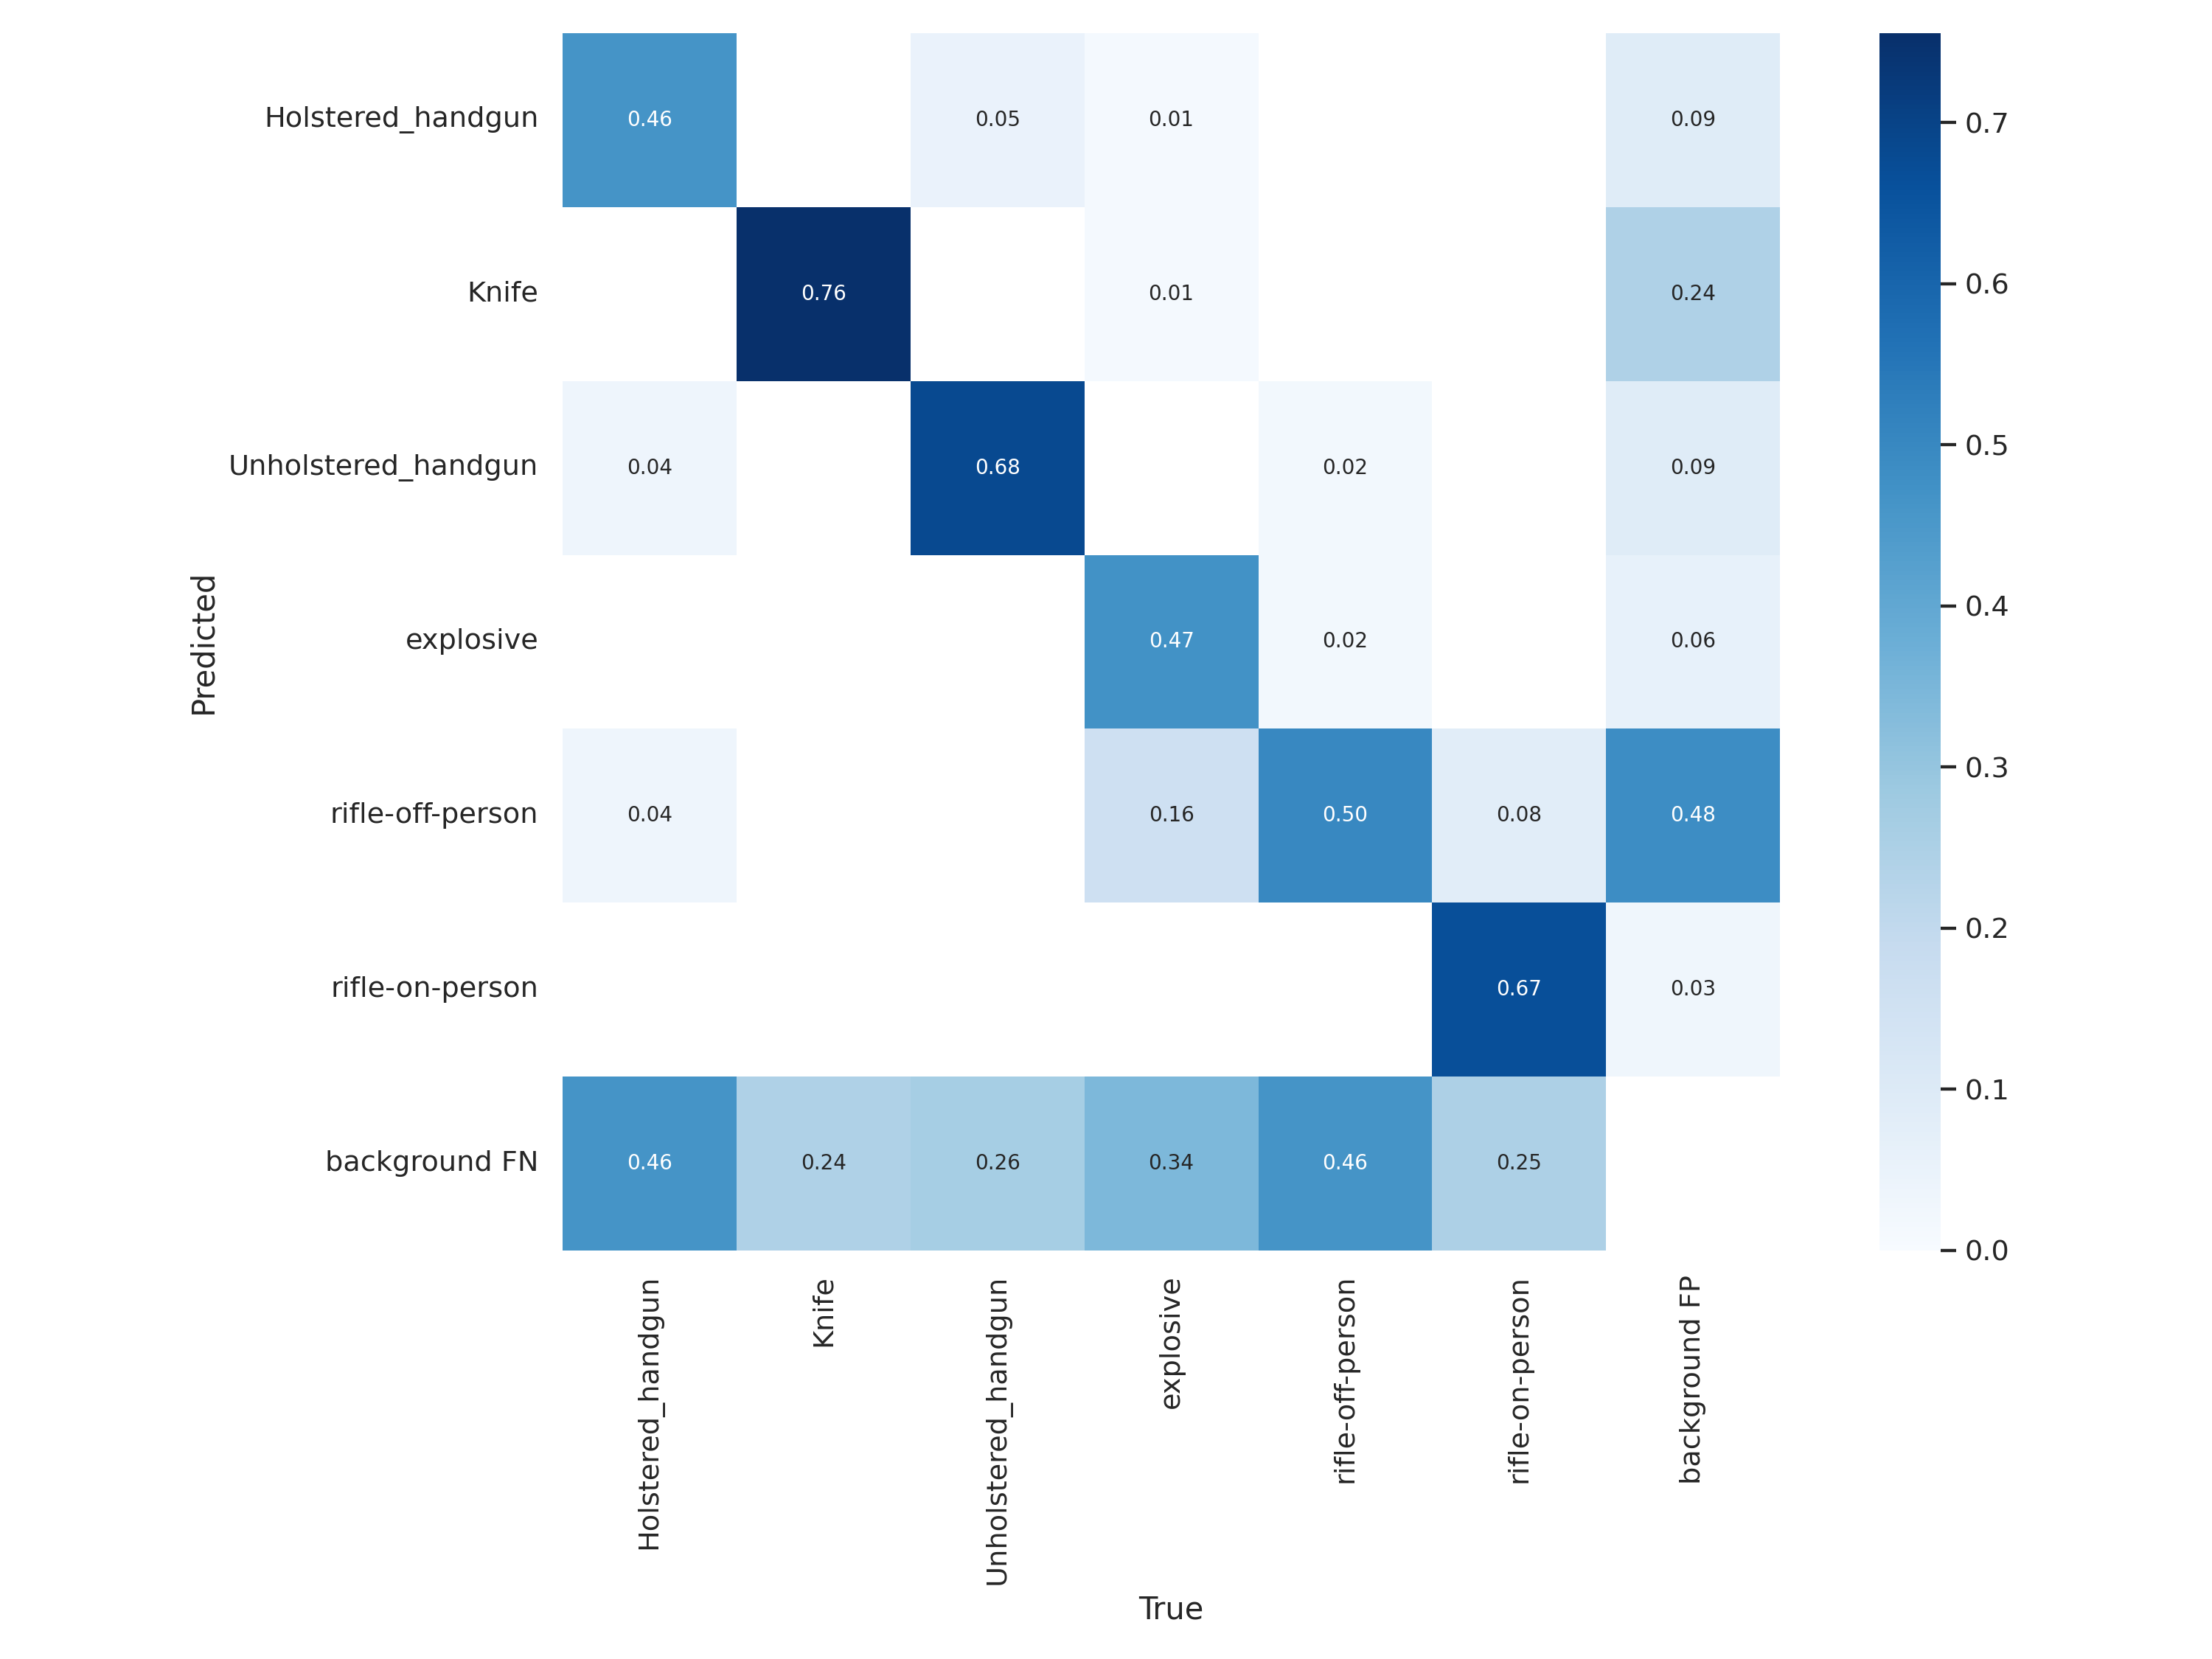 Holstered_handgun 0.46 0.05 0.01 0.09
Knife 0.76 0.01 0.24
Unholstered_handgun 0.04 0.68 0.02 0.09
explosive 0.47 0.02 0.06
rifle-off-person 0.04 0.16 0.50 0.08 0.48
rifle-on-person 0.67 0.03
background FN 0.46 0.24 0.26 0.34 0.46 0.25
Predicted
Holstered_handgun
Knife
Unholstered_handgun
explosive
rifle-off-person
rifle-on-person
background FP
True
0.7
0.6
0.5
0.4
0.3
0.2
0.1
0.0